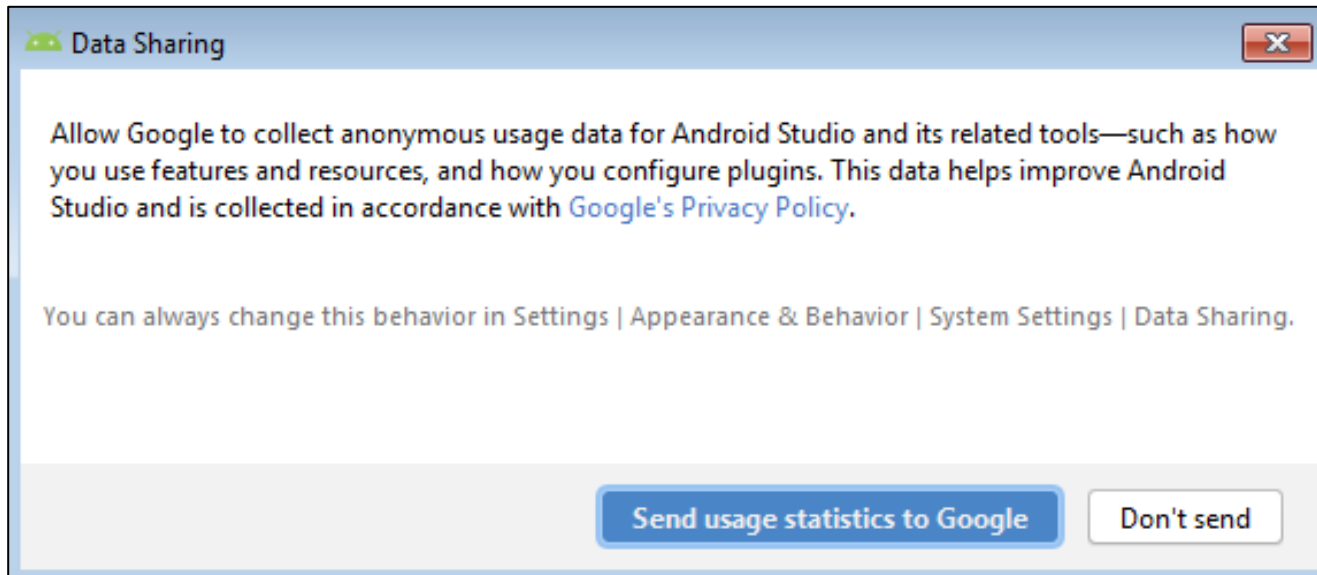 Data Sharing
Allow Google to collect anonymous usage data for Android Studio and its related tools—such as how
you use features and resources, and how you configure plugins. This data helps improve Android
Studio and is collected in accordance with Google's Privacy Policy.
You can always change this behavior in Settings | Appearance & Behavior | System Settings | Data Sharing.
Send usage statistics to Google Don't send